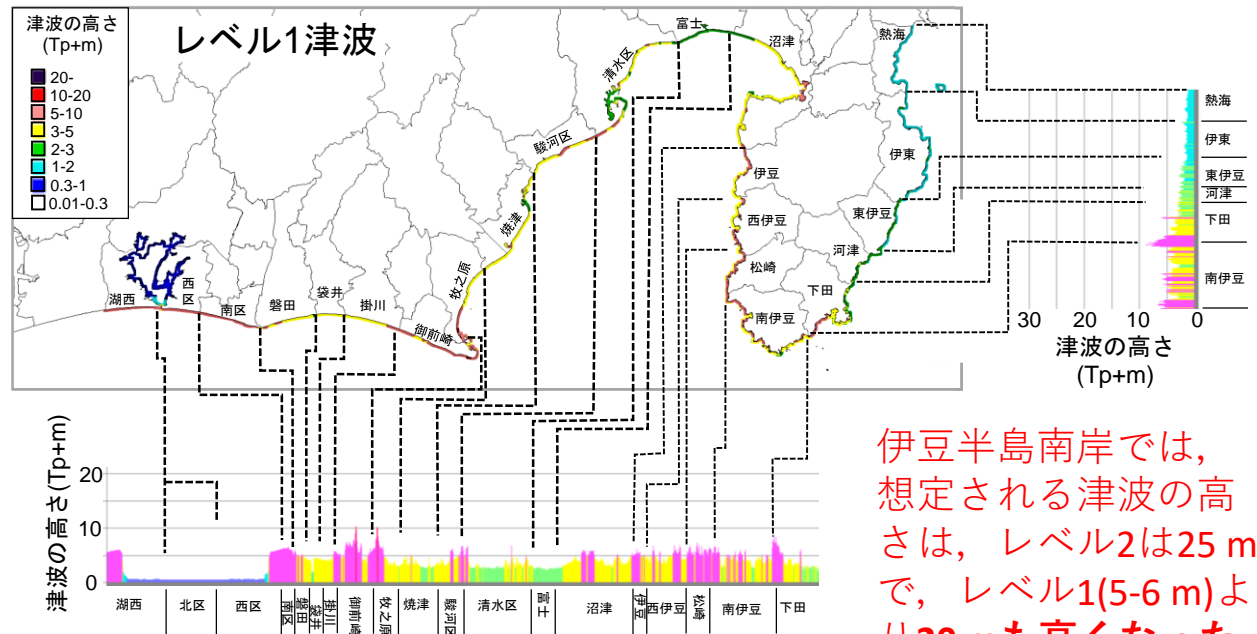 津波の高さ
(Tp+m)
20-
10-20
5-10
3-5
2-3
1-2
0.3-1
0.01-0.3
レベル1津波
富士
沼津
熱海
清水区
駿河区
伊東
伊豆
焼津
西伊豆
東伊豆
河津
牧之原
松崎
下田
西区
湖西
南区
磐田
袋井
掛川
御前崎
南伊豆
熱海
伊東
東伊豆
河津
下田
南伊豆
30 20 10 0
津波の高さ
(Tp+m)
津波の高さ(Tp+m)
20
10
0
湖西 北区 西区 南区 磐田 袋井 掛川 御前崎 牧之原 焼津 駿河区 清水区 富士 沼津 伊豆 西伊豆 松崎 南伊豆 下田
伊豆半島南岸では,
想定される津波の高
さは, レベル2は25 m
で, レベル1(5-6 m)よ